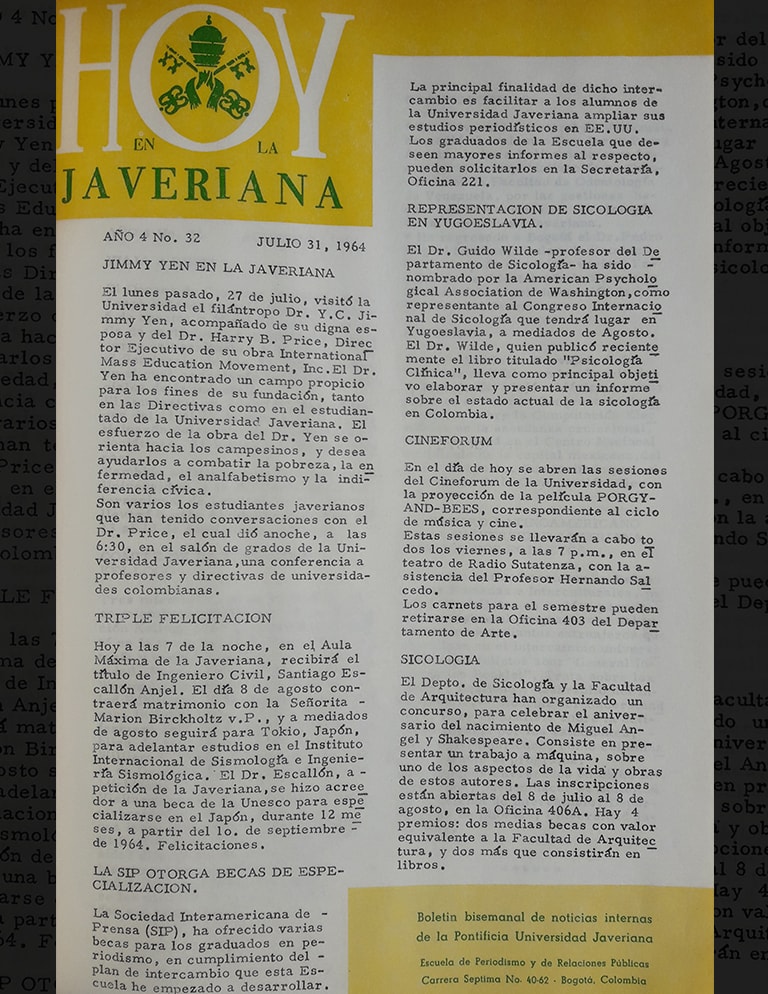 HOY
EN LA
JAVERIANA
AÑO 4 No. 32 JULIO 31, 1964
JIMMY YEN EN LA JAVERIANA
El lunes pasado, 27 de julio, visitó la
Universidad el filántropo Dr. Y.C. Ji-
mmy Yen, acompañado de su digna es-
posa y del Dr. Harry B. Price, Direc
tor Ejecutivo de su obra International
Mass Education Movement, Inc.El Dr.
Yen ha encontrado un campo propicio
para los fines de su fundación, tanto
en las Directivas como en el estudian-
tado de la Universidad Javeriana. El
esfuerzo de la obra del Dr. Yen se o-
rienta hacia los campesinos, y desea
ayudarlos a combatir la pobreza, la en
fermedad, el analfabetismo y la indi-
ferencia cívica.
Son varios los estudiantes javerianos
que han tenido conversaciones con el
Dr. Price, el cual dió anoche, a las
6:30, en el salón de grados de la Uni-
versidad Javeriana,una conferencia a
profesores y directivas de universida-
des colombianas.
TRIPLE FELICITACION
Hoy a las 7 de la noche, en el Aula
Máxima de la Javeriana, recibirá el
título de Ingeniero Civil, Santiago Es-
callón Anjel. El día 8 de agosto con-
traerá matrimonio con la Señorita -
Marion Birckholtz v.P., y a mediados
de agosto seguirá para Tokio, Japón,
para adelantar estudios en el Instituto
Internacional de Sismología e Ingenie-
ría Sismológica. El Dr. Escallón, a -
petición de la Javeriana,se hizo acree
dor a una beca de la Unesco para espe
cializarse en el Japón, durante 12 me
ses, a partir del 1o. de septiembre -
de 1964. Felicitaciones.
LA SIP OTORGA BECAS DE ESPE-
CIALIZACION.
La Sociedad Interamericana de -
Prensa (SIP), ha ofrecido varias
becas para los graduados en pe-
riodismo, en cumplimiento del -
plan de intercambio que esta Es-
cuela he empezado a desarrollar.
La principal finalidad de dicho inter-
cambio es facilitar a los alumnos de
la Universidad Javeriana ampliar sus
estudios periodísticos en EE.UU.
Los graduados de la Escuela que de-
seen mayores informes al respecto,
pueden solicitarlos en la Secretaría,
Oficina 221.
REPRESENTACION DE SICOLOGIA
EN YUGOESLAVIA.
El Dr. Guido Wilde -profesor del De
partamento de Sicología- ha sido -
nombrado por la American Psycholo
gical Association de Washington,como
representante al Congreso Internacio
nal de Sicología que tendrá lugar en
Yugoeslavia, a mediados de Agosto.
El Dr. Wilde, quien publicó reciente
mente el libro titulado "Psicología
Clínica", lleva como principal objeti
vo elaborar y presentar un informe
sobre el estado actual de la sicología
en Colombia.
CINEFORUM
En el día de hoy se abren las sesiones
del Cineforum de la Universidad, con
la proyección de la película PORGY-
AND-BEES, correspondiente al ciclo
de música y cine.
Estas sesiones se llevarán a cabo to
dos los viernes, a las 7 p.m., en el
teatro de Radio Sutatenza, con la a-
sistencia del Profesor Hernando Sal
cedo.
Los carnets para el semestre pueden
retirarse en la Oficina 403 del Depar
tamento de Arte.
SICOLOGIA
El Depto. de Sicología y la Facultad
de Arquitectura han organizado un
concurso, para celebrar el aniver-
sario del nacimiento de Miguel An-
gel y Shakespeare. Consiste en pre-
sentar un trabajo a máquina, sobre
uno de los aspectos de la vida y obras
de estos autores. Las inscripciones
están abiertas del 8 de julio al 8 de
agosto, en la Oficina 406A. Hay 4
premios: dos medias becas con valor
equivalente a la Facultad de Arquitec
tura, y dos más que consistirán en
libros.
Boletin bisemanal de noticias internas
de la Pontificia Universidad Javeriana
Escuela de Periodismo y de Relaciones Públicas
Carrera Septima No. 40-62 - Bogotá, Colombia